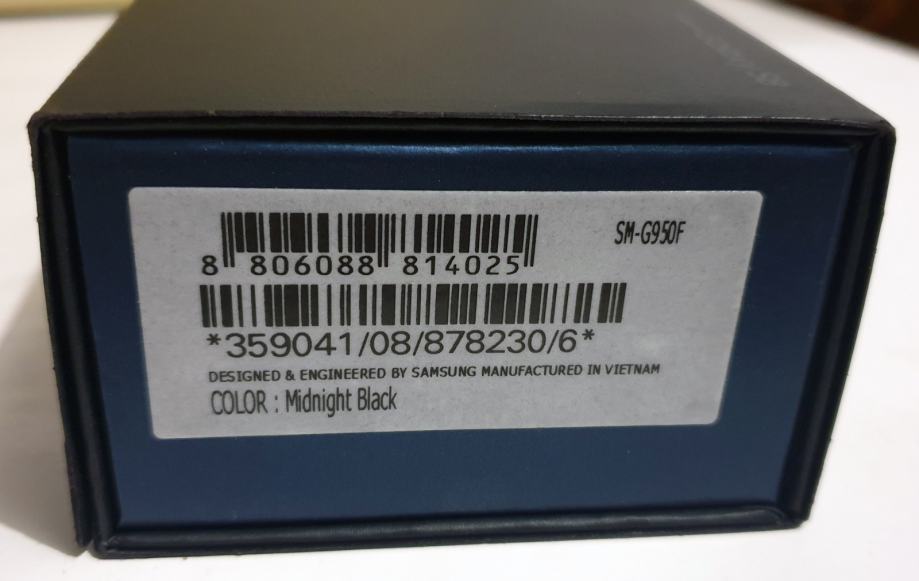 SM-G950F
8 806088 814025
*359041/08/878230/6*
DESIGNED & ENGINEERED BY SAMSUNG MANUFACTURED IN VIETNAM
COLOR : Midnight Black